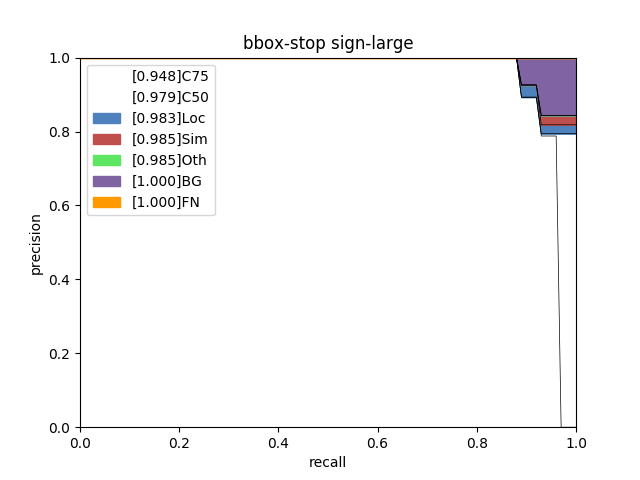 bbox-stop sign-large
[0.948]C75
[0.979]C50
[0.983]Loc
[0.985]Sim
[0.985]Oth
[1.000]BG
[1.000]FN
precision
1.0
0.8
0.6
0.4
0.2
0.0
0.0 0.2 0.4 0.6 0.8 1.0
recall